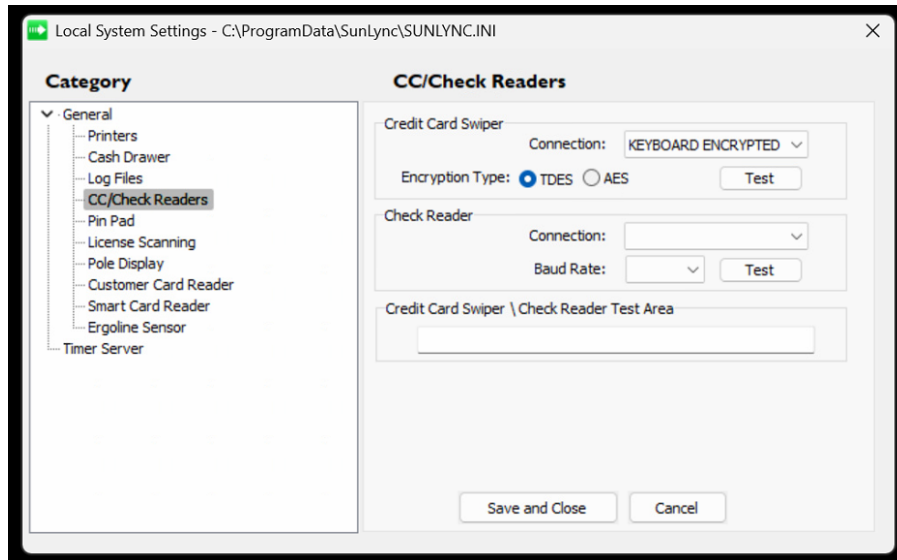 Local System Settings - C:\ProgramData\SunLync\SUNLYNC.INI
Category
General
Printers
Cash Drawer
Log Files
CC/Check Readers
Pin Pad
License Scanning
Pole Display
Customer Card Reader
Smart Card Reader
Ergoline Sensor
Timer Server
CC/Check Readers
Credit Card Swiper
Connection: KEYBOARD ENCRYPTED
Encryption Type: TDES AES Test
Check Reader
Connection:
Baud Rate: Test
Credit Card Swiper \ Check Reader Test Area
Save and Close Cancel